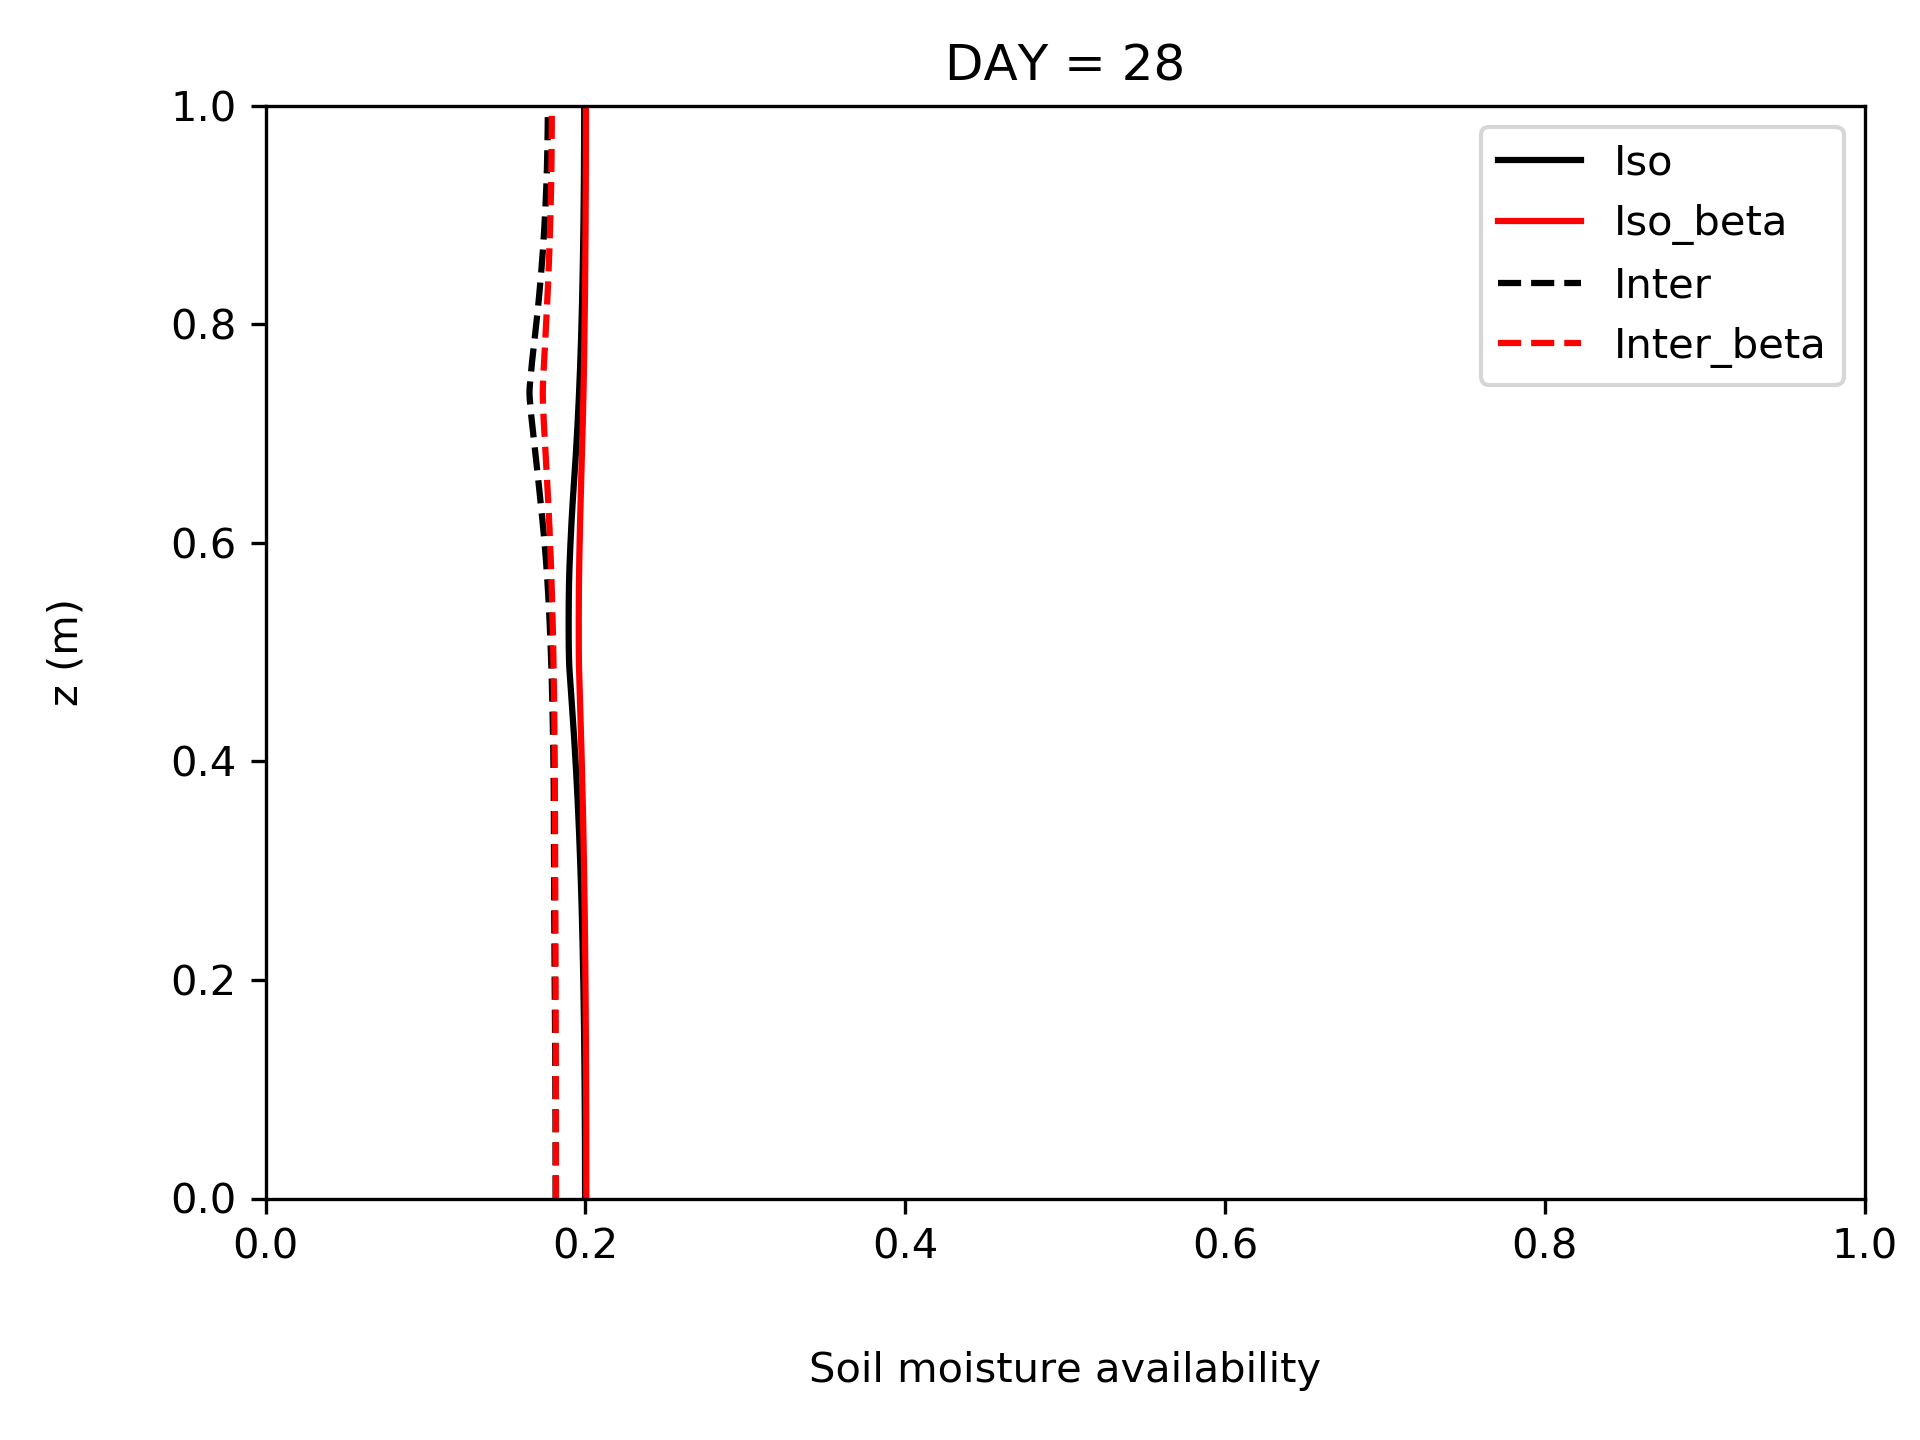 DAY = 28
1.0
0.8
0.6
0.4
0.2
0.0
z (m)
0.0 0.2 0.4 0.6 0.8 1.0
Soil moisture availability
Iso
Iso_beta
Inter
Inter_beta